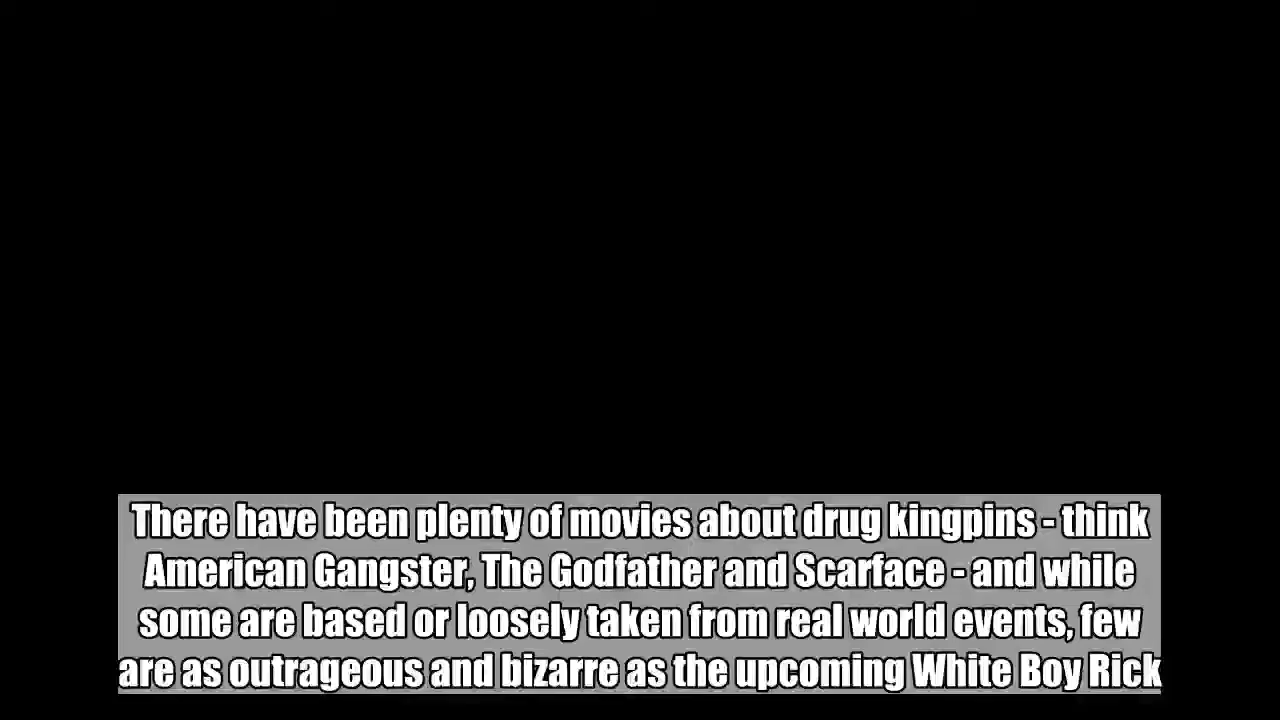 There have been plenty of movies about drug kingpins - think
American Gangster, The Godfather and Scarface - and while
some are based or loosely taken from real world events, few
are as outrageous and bizarre as the upcoming White Boy Rick